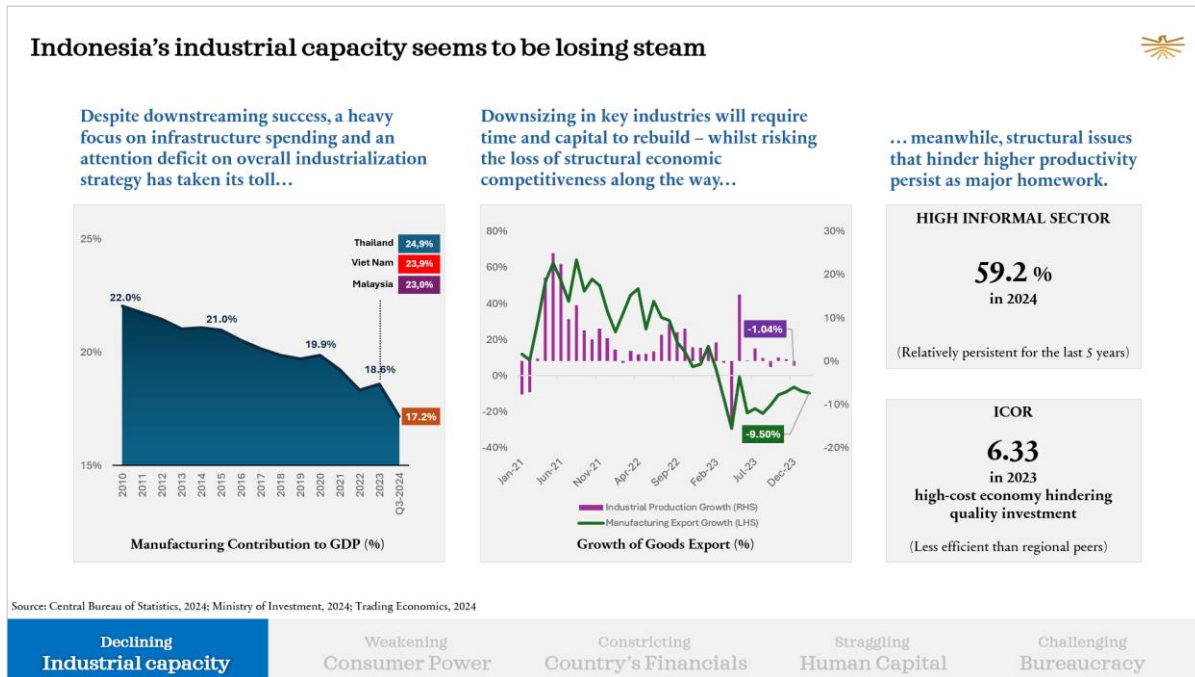 Indonesia's industrial capacity seems to be losing steam
Despite downstreaming success, a heavy
focus on infrastructure spending and an
attention deficit on overall industrialization
strategy has taken its toll…
25%
20%
15%
22.0%
21.0%
19.9%
18.6%
17.2%
Thailand 24,9%
Viet Nam 23,9%
Malaysia 23,0%
2010
2011
2012
2013
2014
2015
2016
2017
2018
2019
2020
2021
2022
2023
Q3-2024
Manufacturing Contribution to GDP (%)
Downsizing in key industries will require
time and capital to rebuild – whilst risking
the loss of structural economic
competitiveness along the way…
80%
60%
40%
20%
0%
-20%
-40%
30%
20%
10%
0%
-10%
-20%
-1.04%
-9.50%
Jan-21
Jun-21
Nov-21
Apr-22
Sep-22
Feb-23
Jul-23
Dec-23
Industrial Production Growth (RHS)
Manufacturing Export Growth (LHS)
Growth of Goods Export (%)
… meanwhile, structural issues
that hinder higher productivity
persist as major homework.
HIGH INFORMAL SECTOR
59.2 %
in 2024
(Relatively persistent for the last 5 years)
ICOR
6.33
in 2023
high-cost economy hindering
quality investment
(Less efficient than regional peers)
Source: Central Bureau of Statistics, 2024; Ministry of Investment, 2024; Trading Economics, 2024
Declining
Industrial capacity
Weakening
Consumer Power
Constricting
Country's Financials
Straggling
Human Capital
Challenging
Bureaucracy